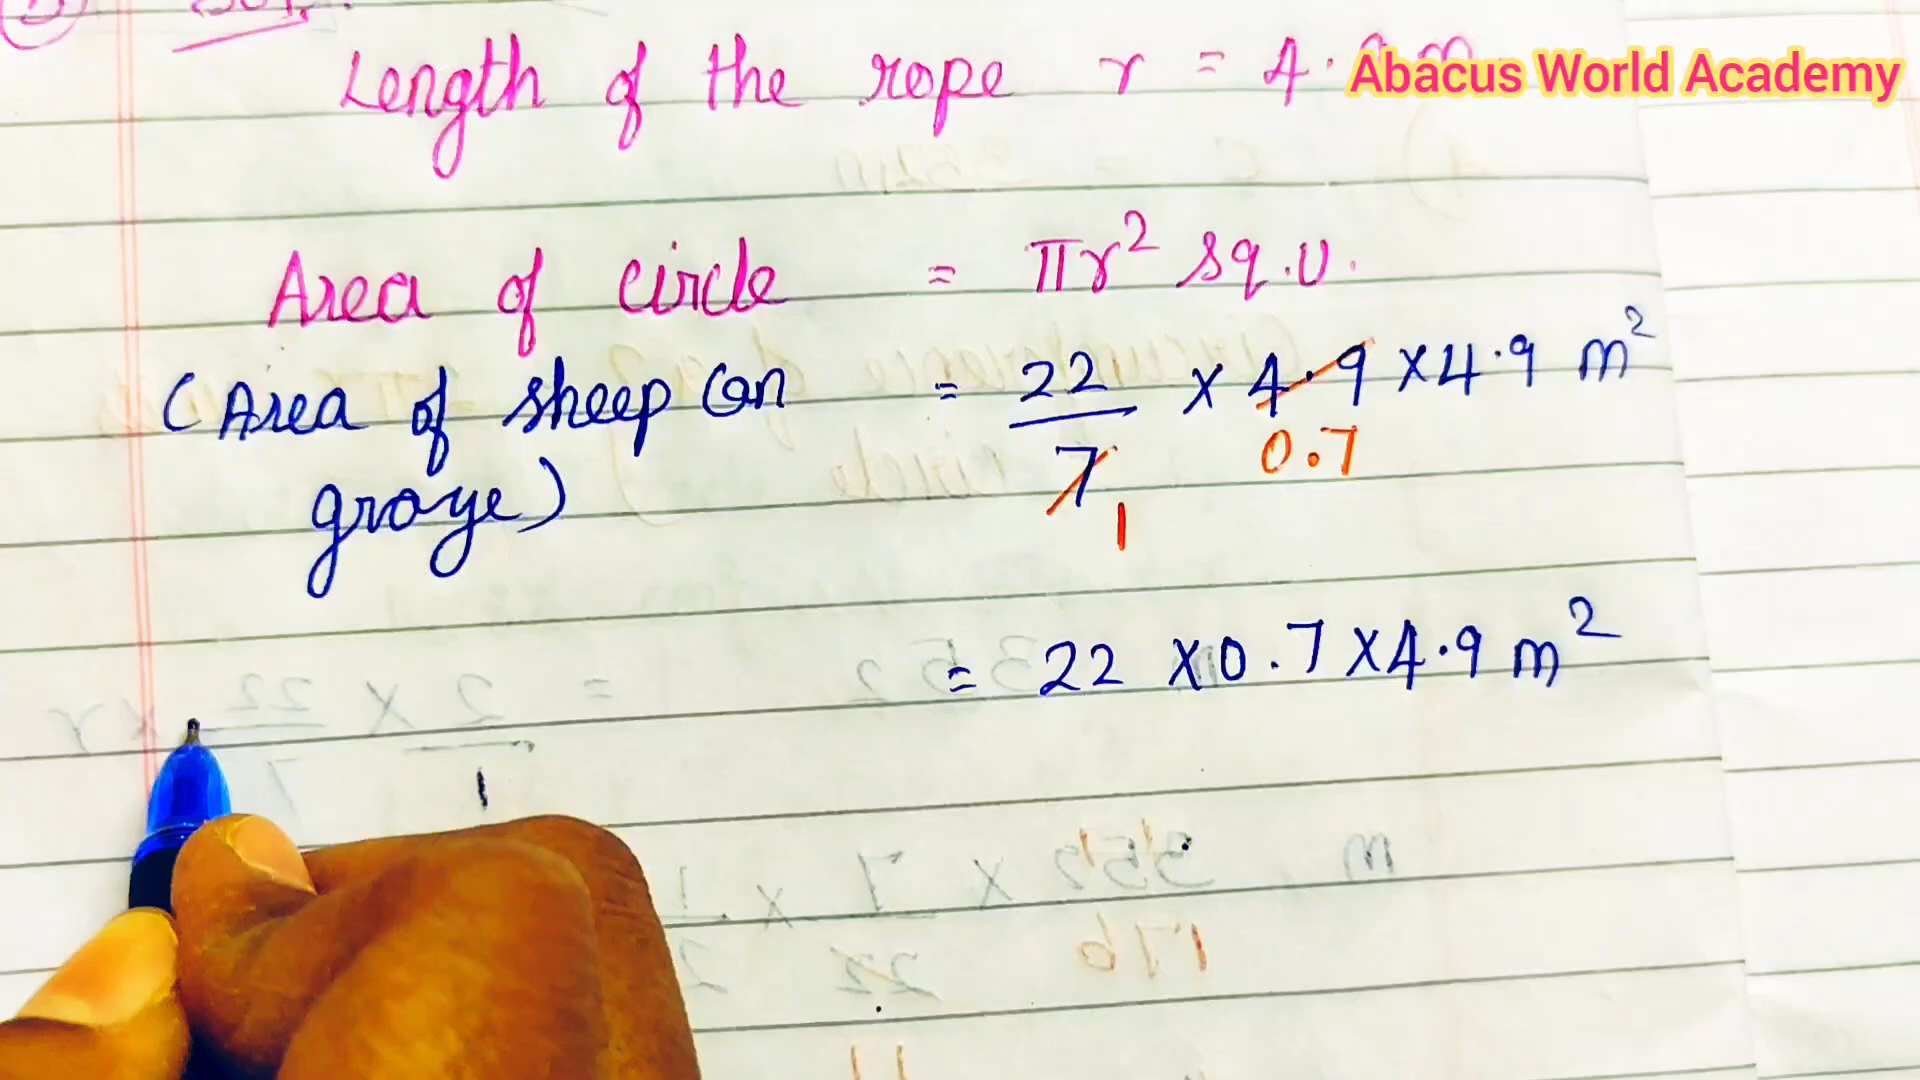 Length of the rope r = 4.
Abacus World Academy
Area of circle = πr² sq.u.
(Area of sheep can = 22/7 × 4.9 × 4.9 m²
1 0.7
graze)
= 22 × 0.7 × 4.9 m²